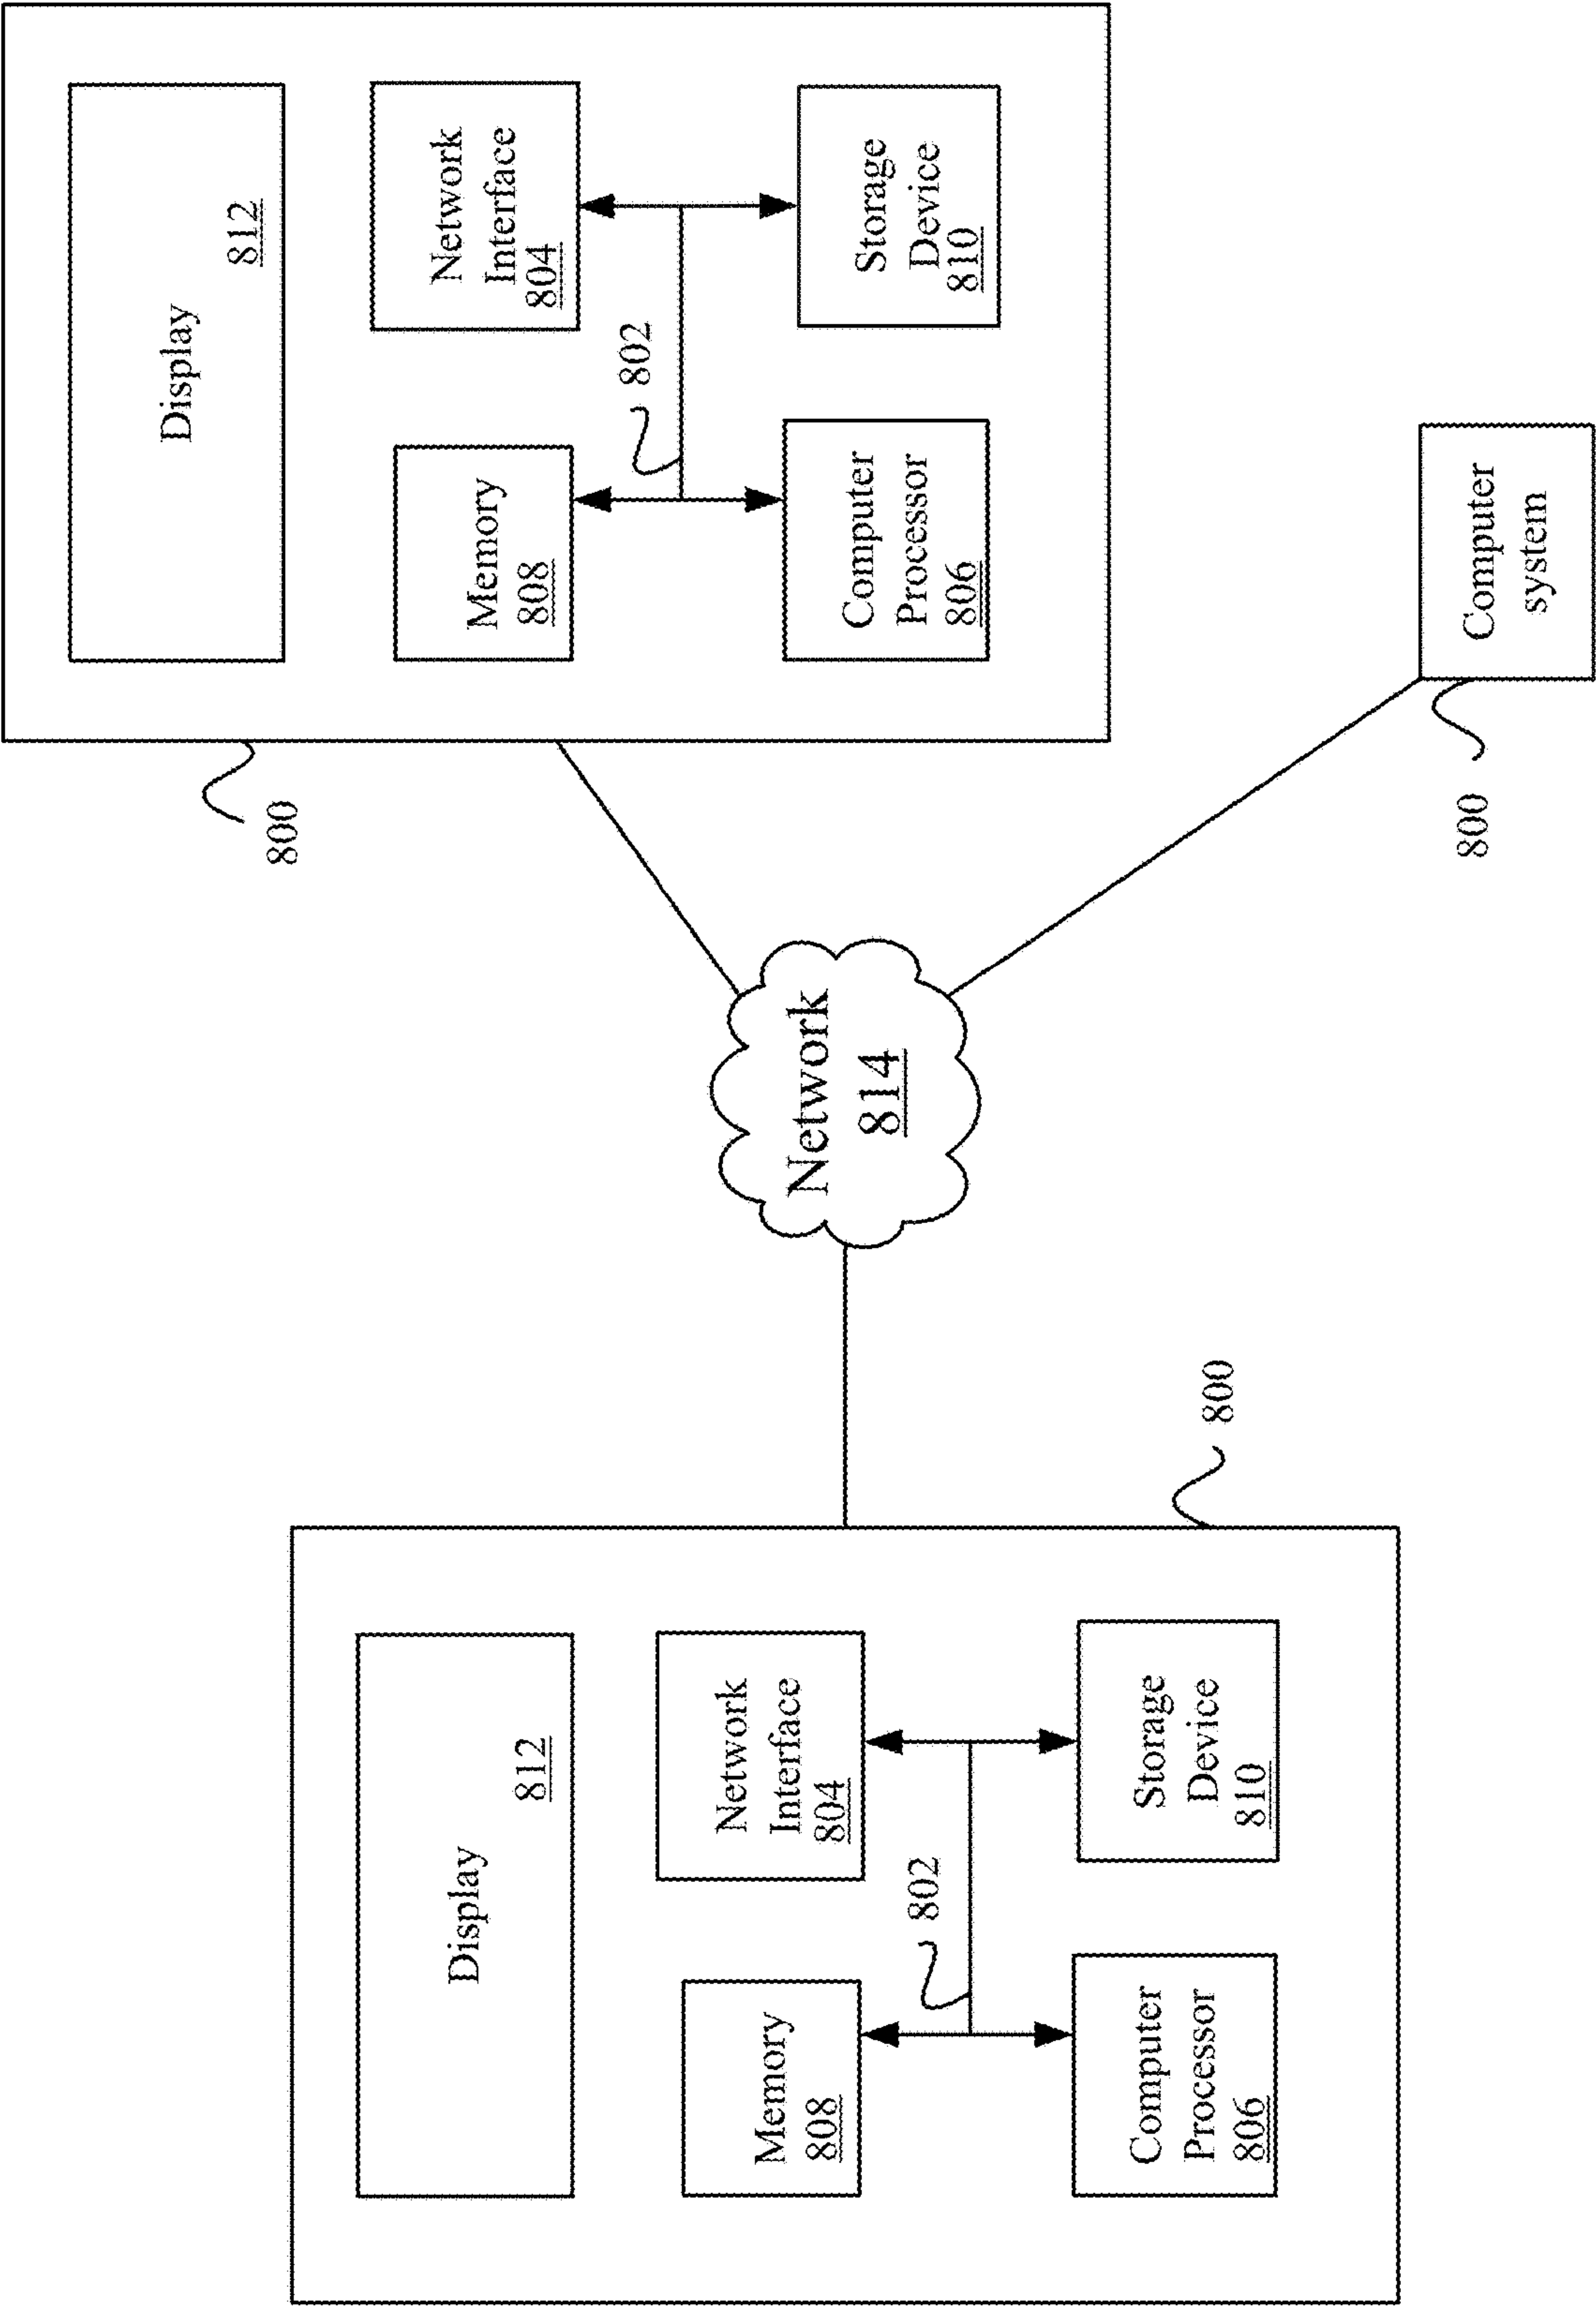 Display
812
Memory
808
Network
Interface
804
802
Computer
Processor
806
Storage
Device
810
800
Network
814
Display
812
Memory
808
Network
Interface
804
802
Computer
Processor
806
Storage
Device
810
800
Computer
system
800